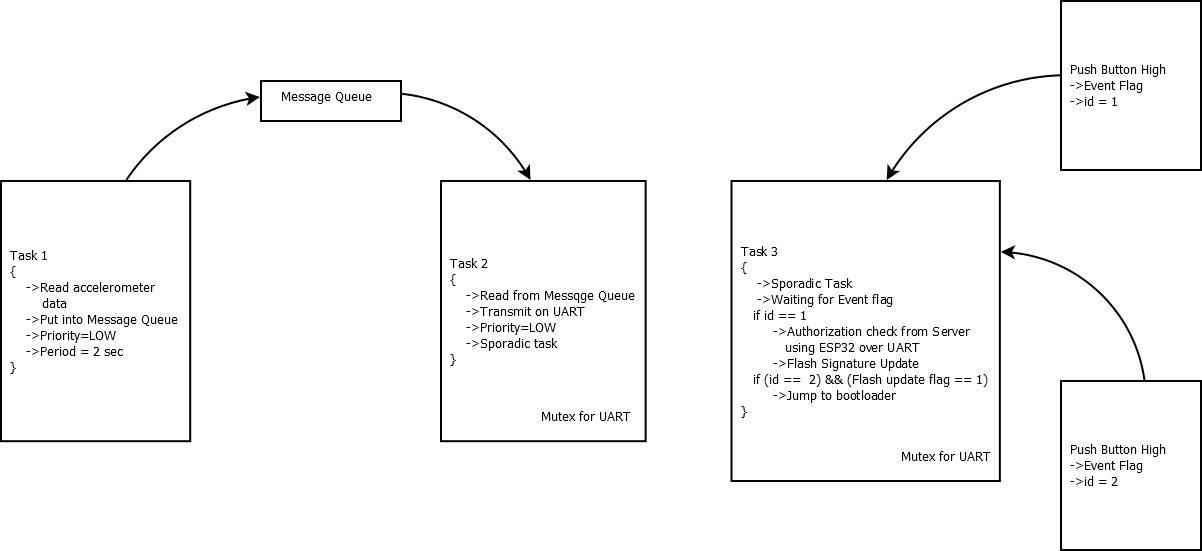 Message Queue
Task 1
{
->Read accelerometer
data
->Put into Message Queue
->Priority=LOW
->Period = 2 sec
}
Task 2
{
->Read from Messqge Queue
->Transmit on UART
->Priority=LOW
->Sporadic task
}
Mutex for UART
Task 3
{
->Sporadic Task
->Waiting for Event flag
if id == 1
->Authorization check from Server
using ESP32 over UART
->Flash Signature Update
if (id ==  2) && (Flash update flag == 1)
->Jump to bootloader
}
Mutex for UART
Push Button High
->Event Flag
->id = 1
Push Button High
->Event Flag
->id = 2